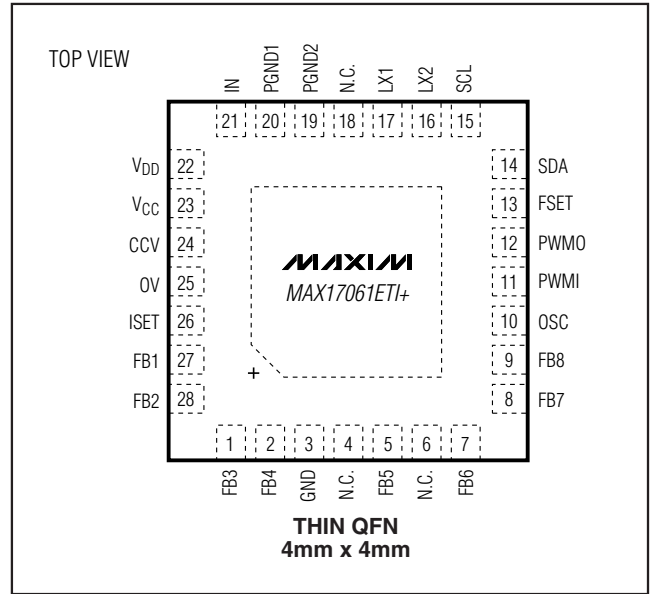 TOP VIEW
IN PGND1 PGND2 N.C. LX1 LX2 SCL
21 20 19 18 17 16 15
VDD 22
VCC 23
CCV 24
OV 25
ISET 26
FB1 27
FB2 28
14 SDA
13 FSET
12 PWMO
11 PWMI
10 OSC
9 FB8
8 FB7
MAXIM
MAX17061ETI+
+
1 2 3 4 5 6 7
FB3 FB4 GND N.C. FB5 N.C. FB6
THIN QFN
4mm x 4mm